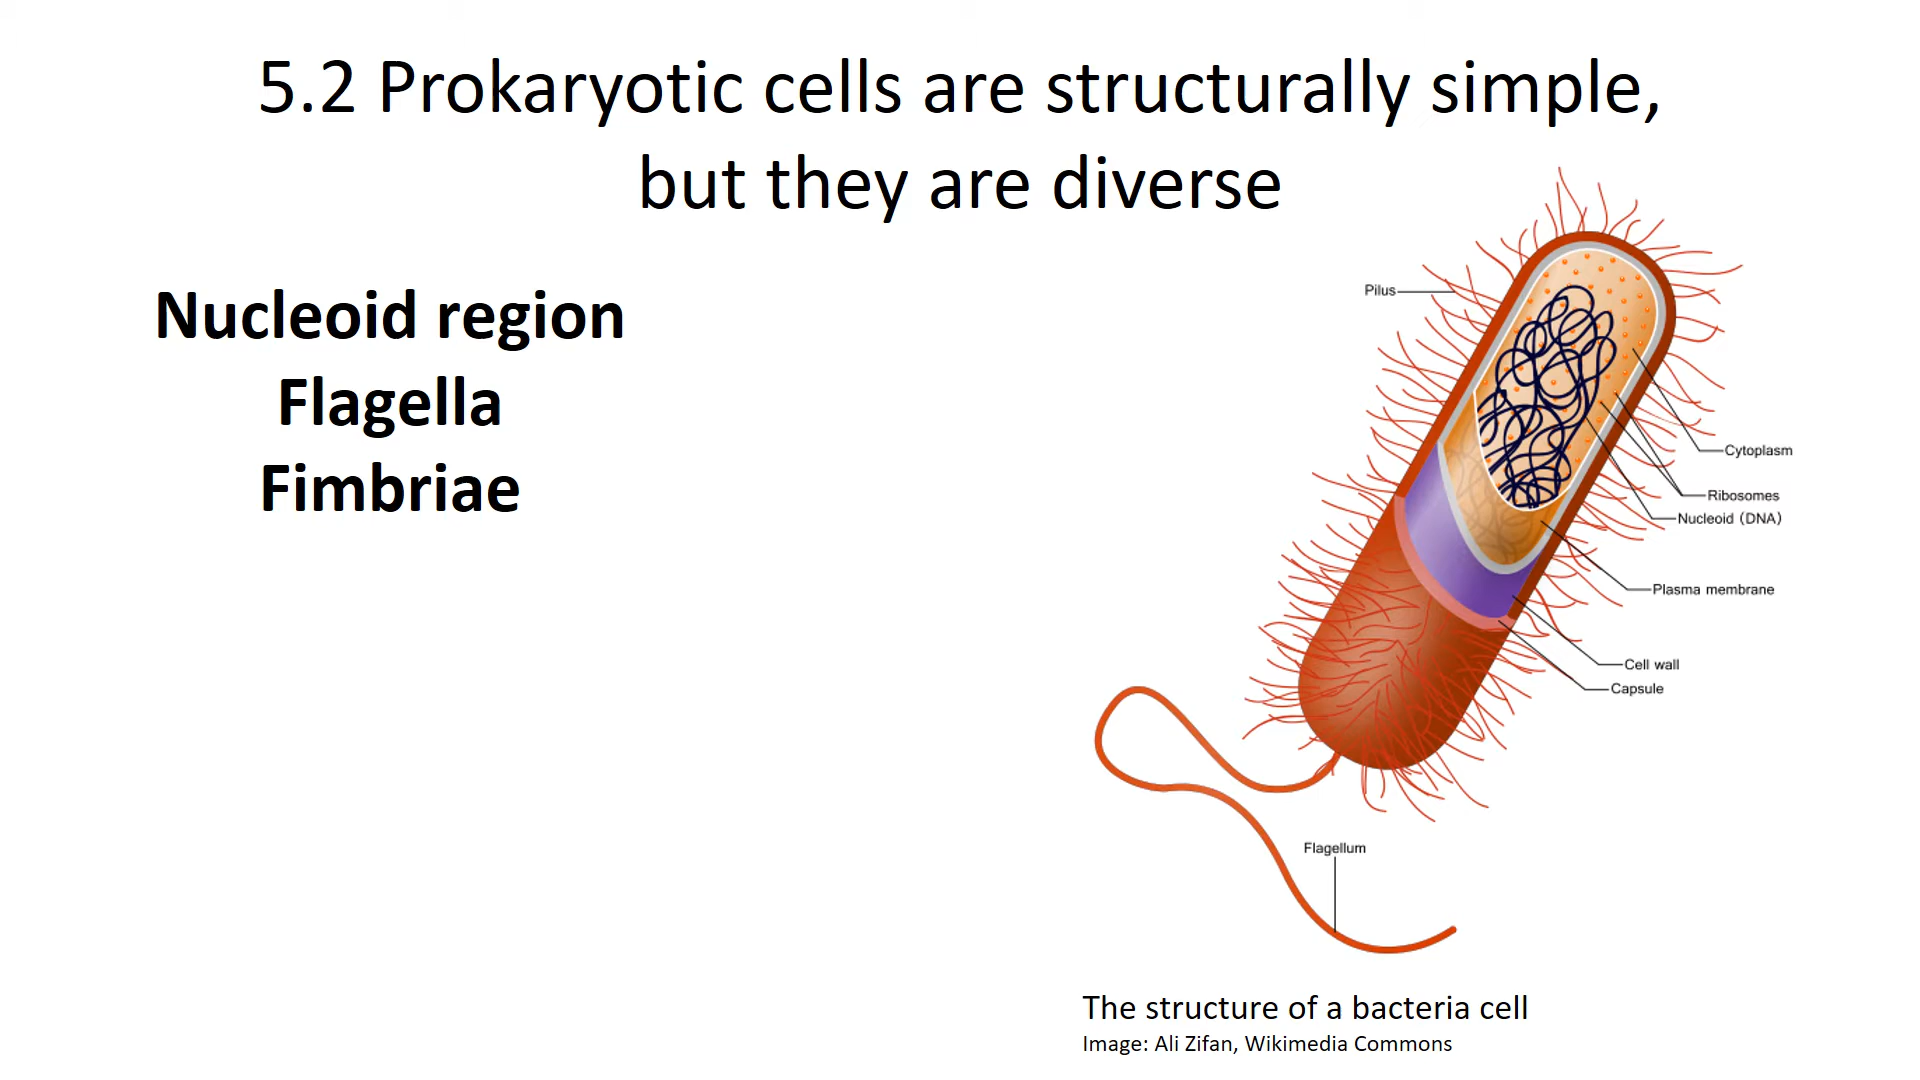 5.2 Prokaryotic cells are structurally simple,
but they are diverse
Nucleoid region
Flagella
Fimbriae
Pilus
Cytoplasm
Ribosomes
Nucleoid (DNA)
Plasma membrane
Cell wall
Capsule
Flagellum
The structure of a bacteria cell
Image: Ali Zifan, Wikimedia Commons